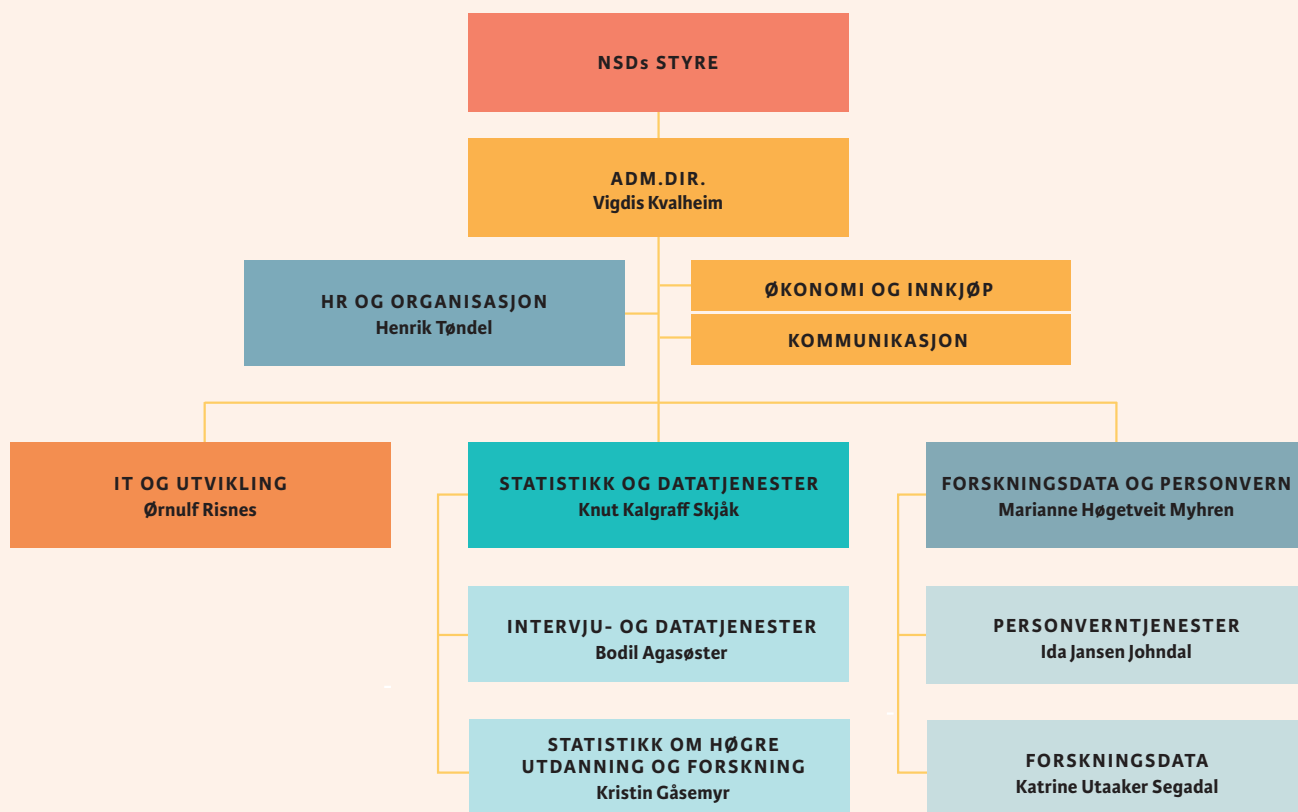 NSDs STYRE
ADM.DIR.
Vigdis Kvalheim
HR OG ORGANISASJON
Henrik Tøndel
ØKONOMI OG INNKJØP
KOMMUNIKASJON
IT OG UTVIKLING
Ørnulf Risnes
STATISTIKK OG DATATJENESTER
Knut Kalgraff Skjåk
FORSKNINGSDATA OG PERSONVERN
Marianne Høgetveit Myhren
INTERVJU- OG DATATJENESTER
Bodil Agasøster
PERSONVERNTJENESTER
Ida Jansen Johndal
STATISTIKK OM HØGRE
UTDANNING OG FORSKNING
Kristin Gåsemyr
FORSKNINGSDATA
Katrine Utaaker Segadal